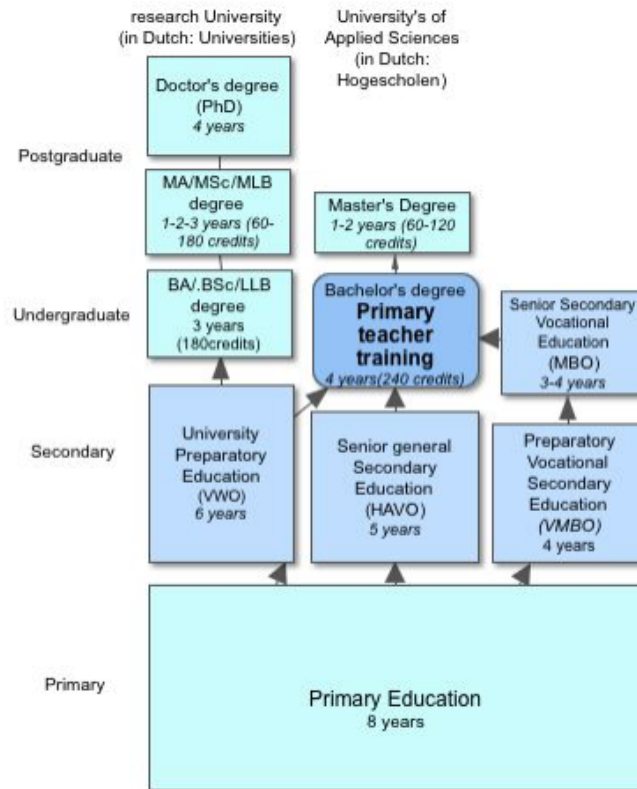 research University
(in Dutch: Universities)
University's of
Applied Sciences
(in Dutch:
Hogescholen)
Doctor's degree
(PhD)
4 years
Postgraduate
MA/MSc/MLB
degree
1-2-3 years (60-
180 credits)
Master's Degree
1-2 years (60-120
credits)
Undergraduate
BA/.BSc/LLB
degree
3 years
(180credits)
Bachelor's degree
Primary
teacher
training
4 years(240 credits)
Senior Secondary
Vocational
Education
(MBO)
3-4 years
Secondary
University
Preparatory
Education
(VWO)
6 years
Senior general
Secondary
Education
(HAVO)
5 years
Preparatory
Vocational
Secondary
Education
(VMBO)
4 years
Primary
Primary Education
8 years